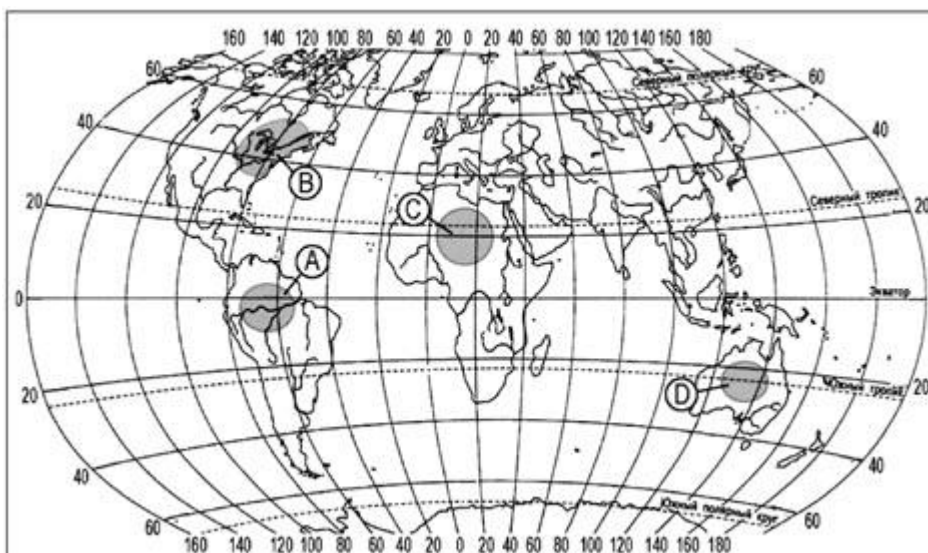 160 140 120 100 80 60 40 20 0 20 40 60 80 100 120 140 160 180
60 Северный полярный круг 60
40 40
B
20 Северный тропик 20
C
A
0 Экватор
D
20 Южный тропик 20
40 40
60 Южный полярный круг 60
160 140 120 100 80 60 40 20 0 20 40 60 80 100 120 140 160 180